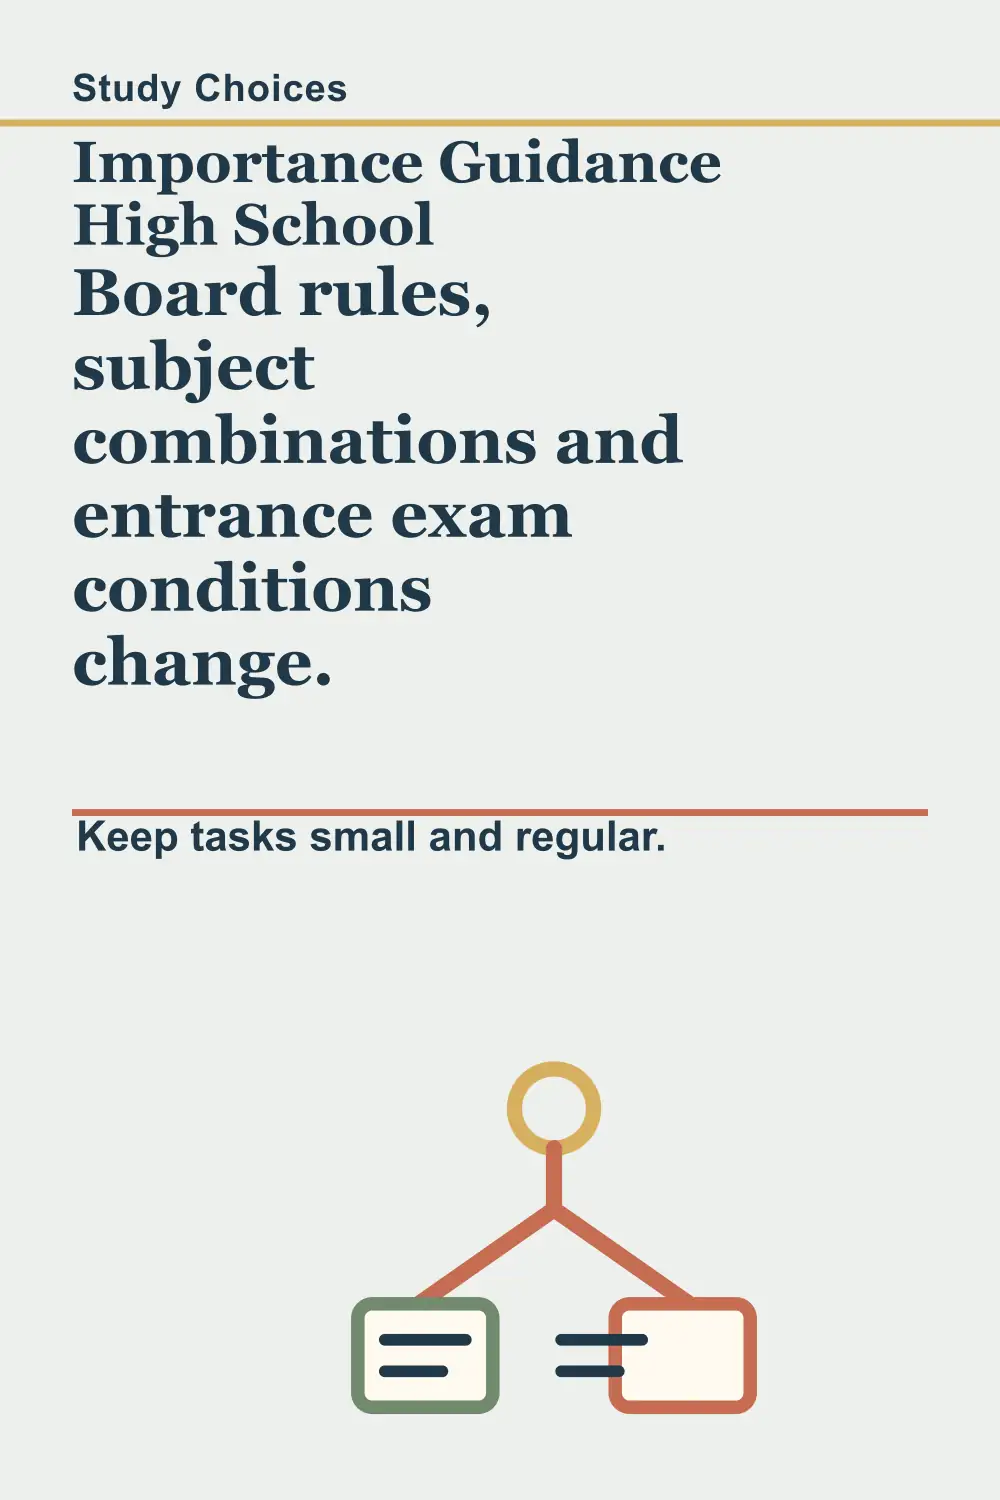 Study Choices
Importance Guidance
High School
Board rules,
subject
combinations and
entrance exam
conditions
change.
Keep tasks small and regular.